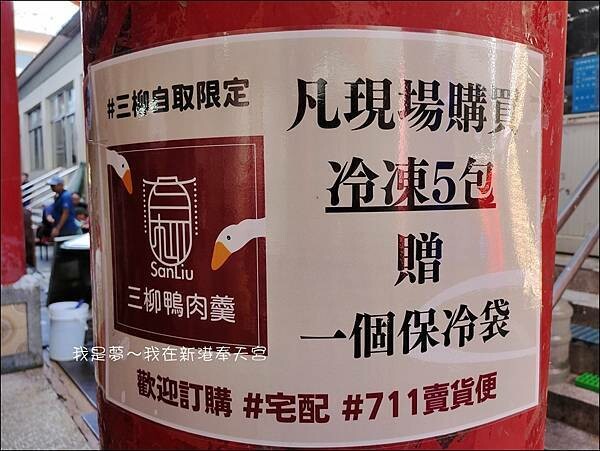 #三柳自取限定
SanLiu
三柳鴨肉羹
凡現場購買
冷凍5包
贈
一個保冷袋
我是夢～我在新港奉天宮
歡迎訂購 #宅配 #711賣貨便